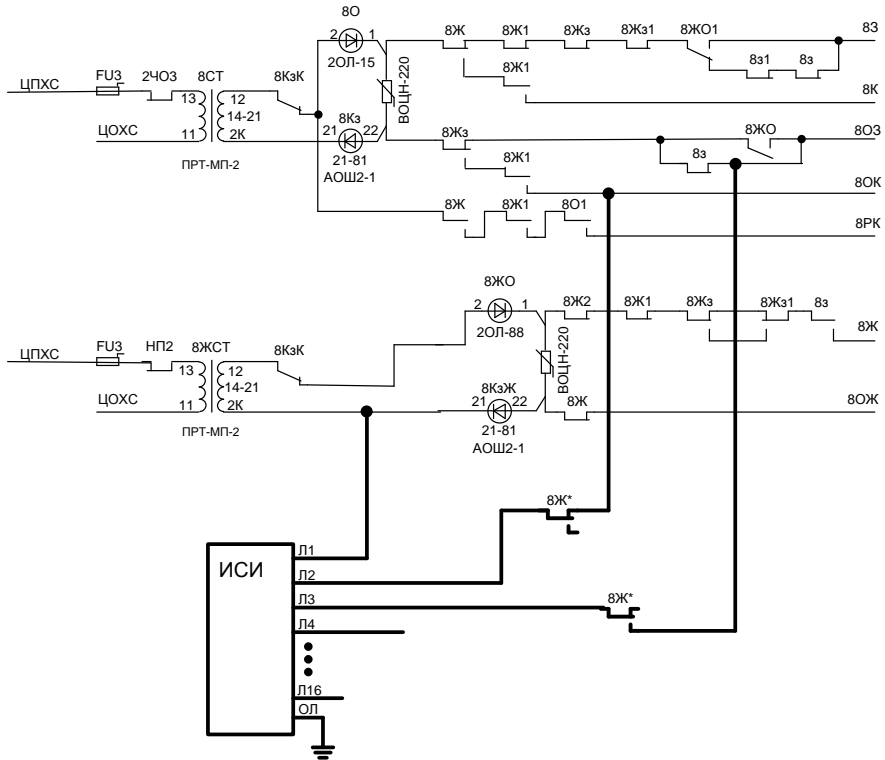 8О
2 1
8Ж 8Ж1 8Жз 8Жз1 8ЖО1 8З
2ОЛ-15
FU3 2ЧО3 8СТ 8КзК
ЦПХС
8Ж1
8з1 8з
ВОЦН-220
13 12
14-21
8К
8Кз
ЦОХС
11 2К
21 22
8Жз
8ЖО
8ОЗ
21-81
АОШ2-1
ПРТ-МП-2
8Ж1
8з
8ОК
8Ж 8Ж1 8О1
8РК
8ЖО
2 1
8Ж2 8Ж1 8Жз 8Жз1 8з
2ОЛ-88
8Ж
FU3 НП2 8ЖСТ 8КзК
ЦПХС
ВОЦН-220
13 12
14-21
8КзЖ
ЦОХС
11 2К
21 22
8Ж
8ОЖ
21-81
АОШ2-1
ПРТ-МП-2
8Ж*
Л1
ИСИ
Л2
Л3
8Ж*
Л4
Л16
ОЛ